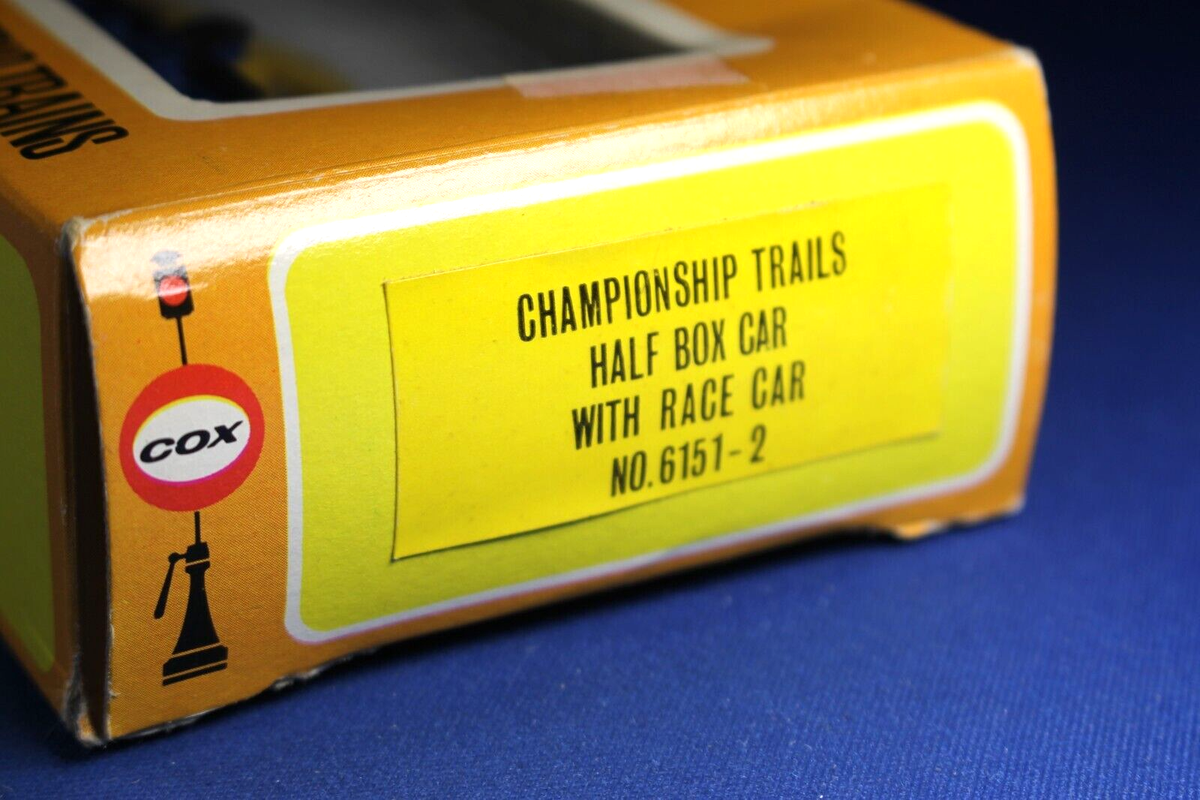 TRAINS
COX
CHAMPIONSHIP TRAILS
HALF BOX CAR
WITH RACE CAR
NO. 6151-2